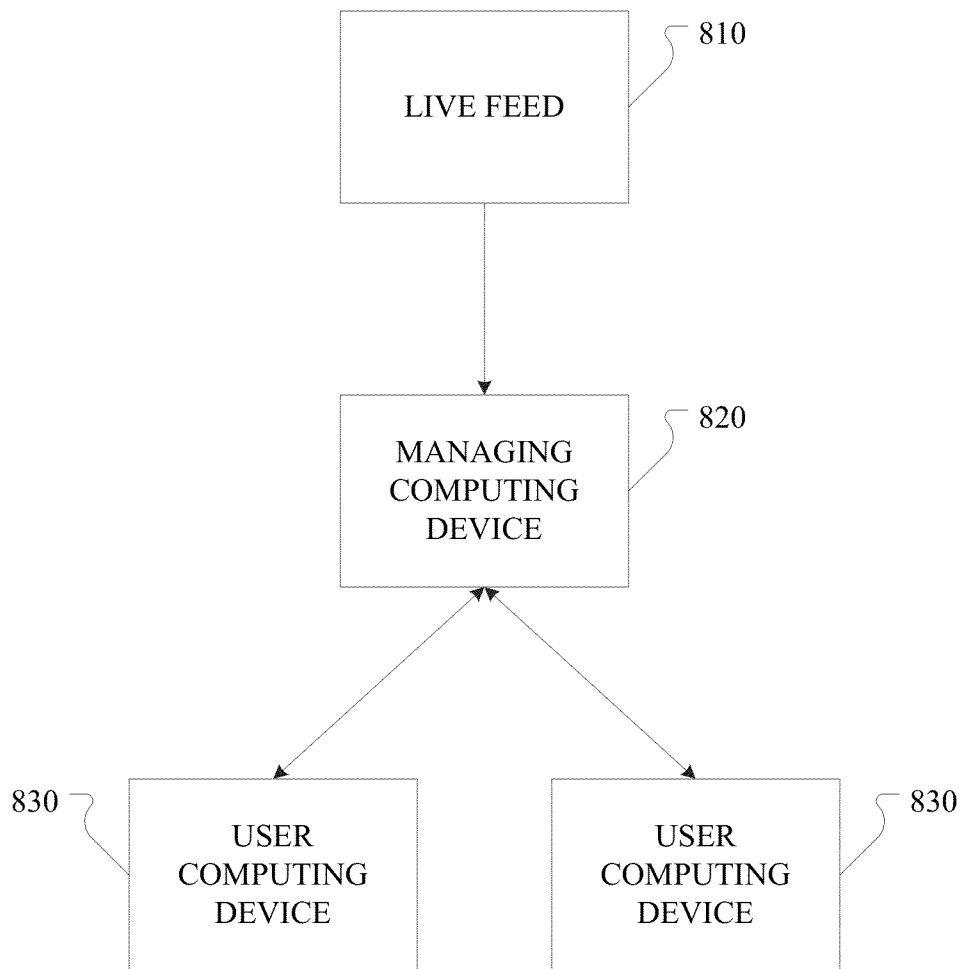 810
LIVE FEED
820
MANAGING
COMPUTING
DEVICE
830
USER
COMPUTING
DEVICE
USER
COMPUTING
DEVICE
830